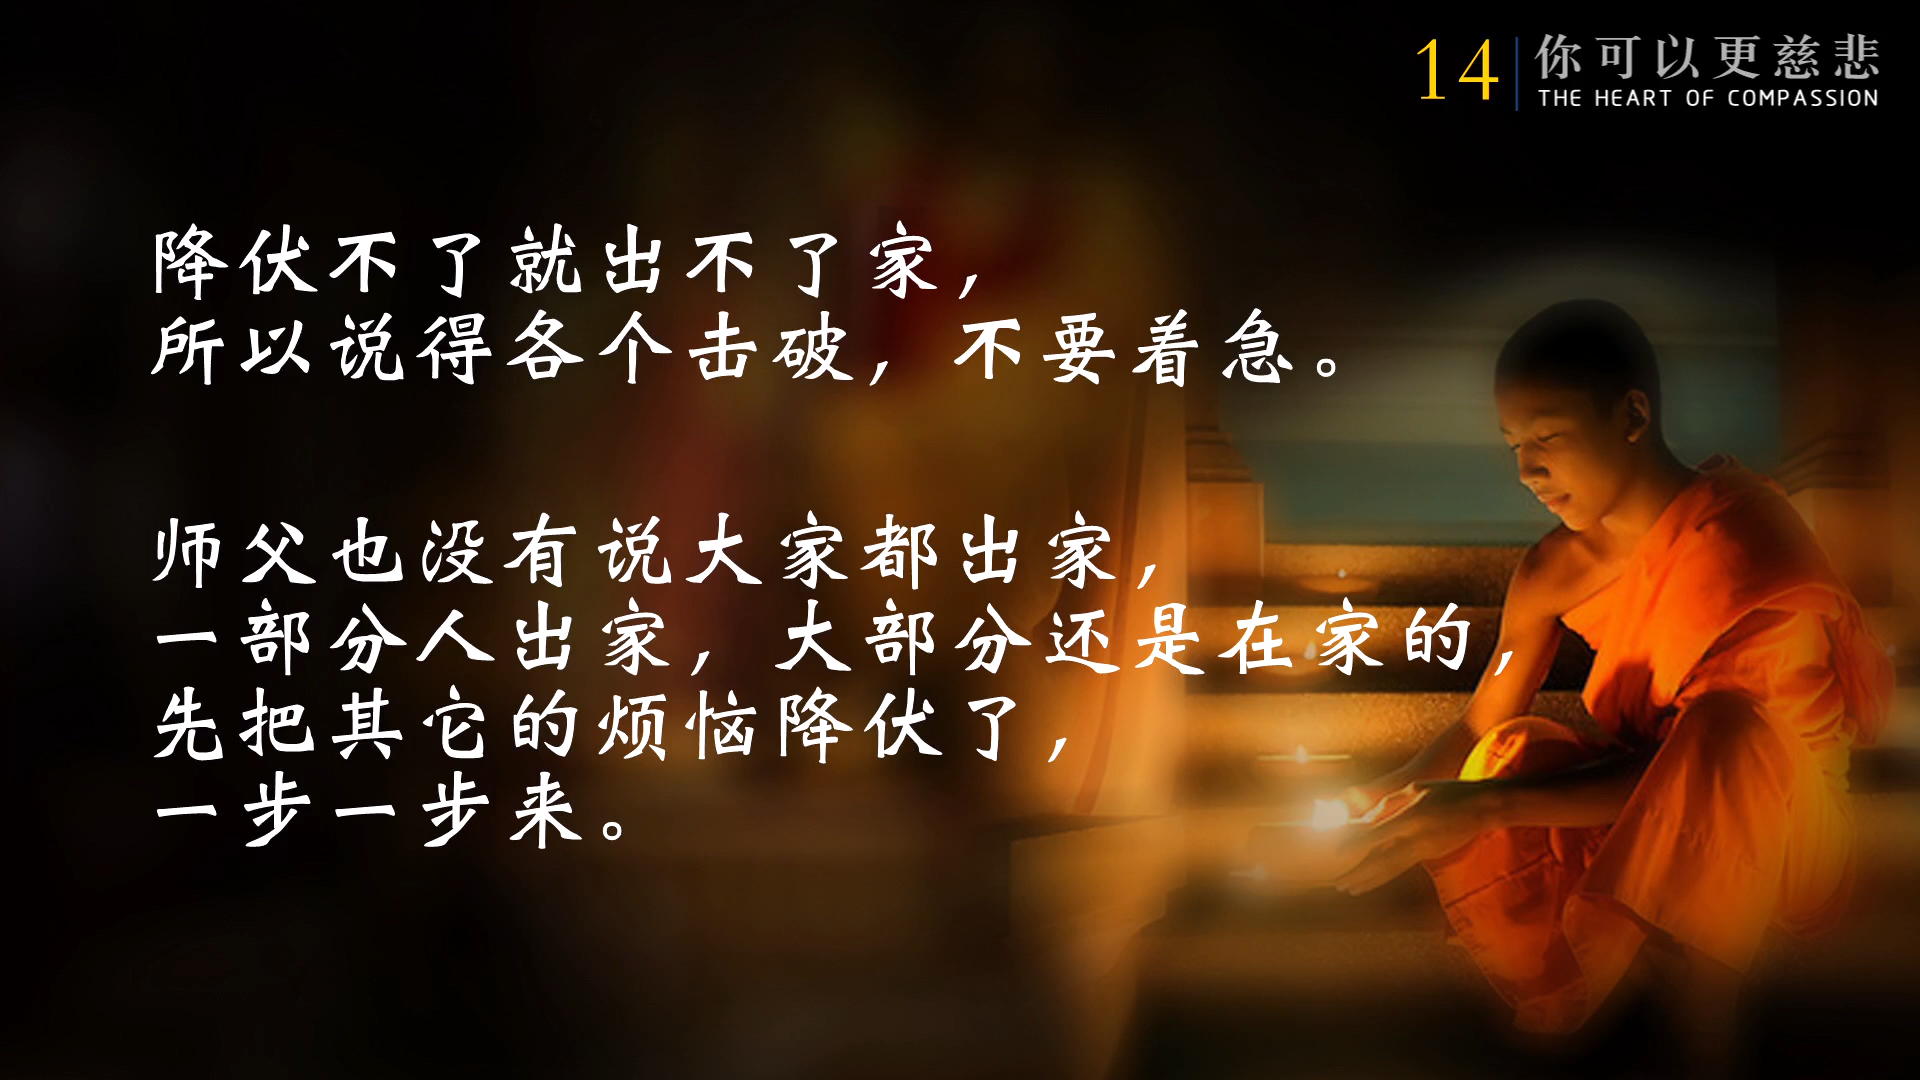 14
你可以更慈悲
THE HEART OF COMPASSION
降伏不了就出不了家，
所以说得各个击破，不要着急。
师父也没有说大家都出家，
一部分人出家，大部分还是在家的，
先把其它的烦恼降伏了，
一步一步来。